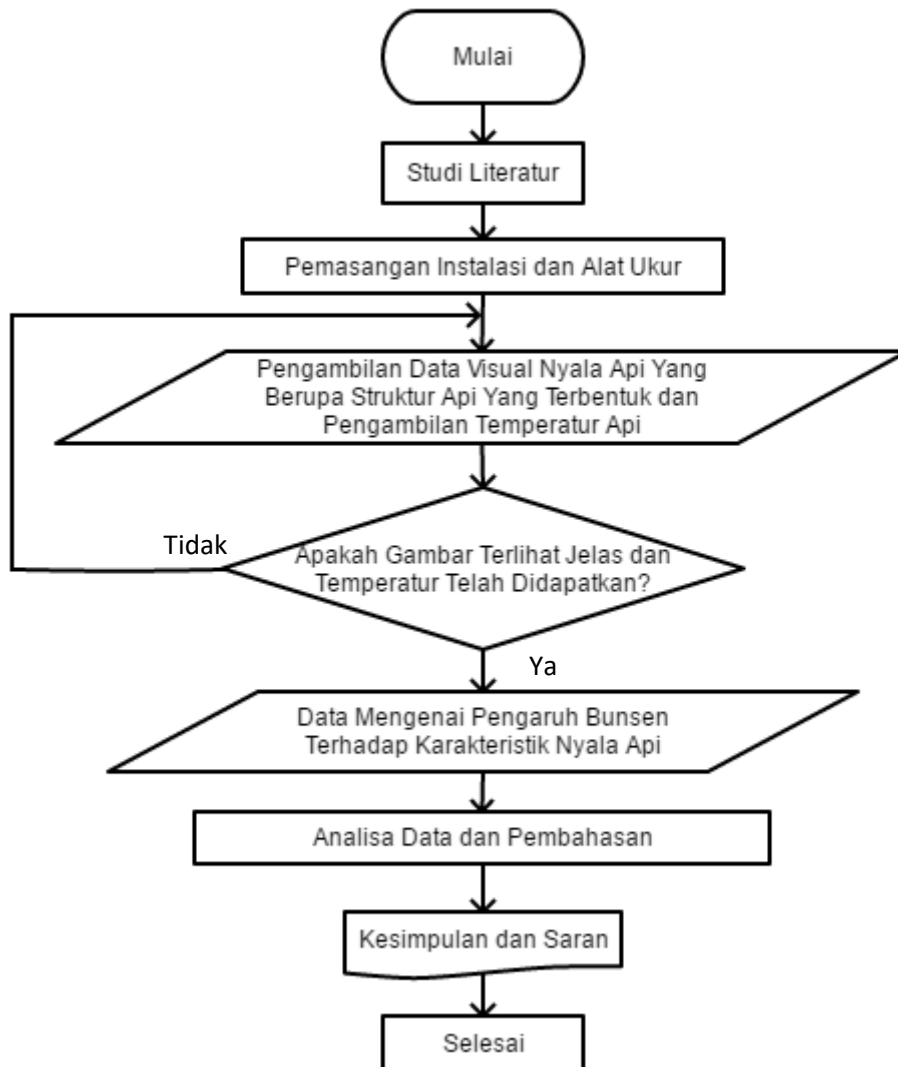 Mulai
Studi Literatur
Pemasangan Instalasi dan Alat Ukur
Pengambilan Data Visual Nyala Api Yang
Berupa Struktur Api Yang Terbentuk dan
Pengambilan Temperatur Api
Tidak
Apakah Gambar Terlihat Jelas dan
Temperatur Telah Didapatkan?
Ya
Data Mengenai Pengaruh Bunsen
Terhadap Karakteristik Nyala Api
Analisa Data dan Pembahasan
Kesimpulan dan Saran
Selesai